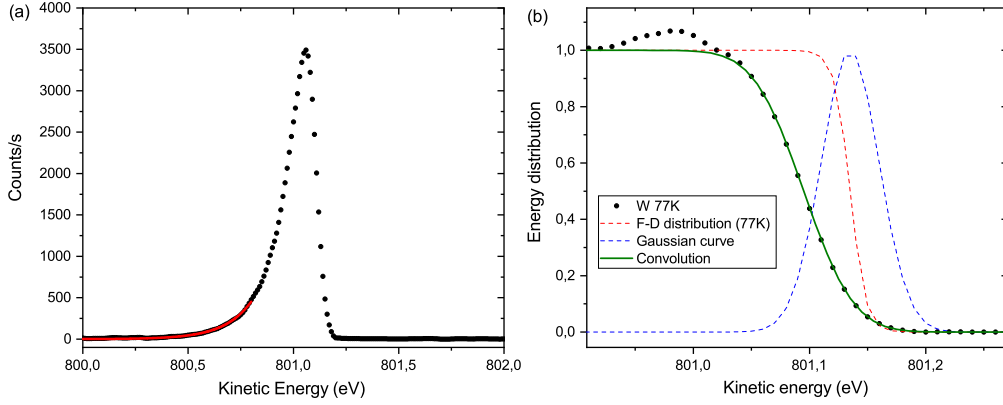 (a)
Counts/s
4000
3500
3000
2500
2000
1500
1000
500
0
800,0
800,5
801,0
801,5
802,0
Kinetic Energy (eV)
(b)
Energy distribution
1,0
0,8
0,6
0,4
0,2
0,0
W 77K
F-D distribution (77K)
Gaussian curve
Convolution
801,0
801,1
801,2
Kinetic energy (eV)